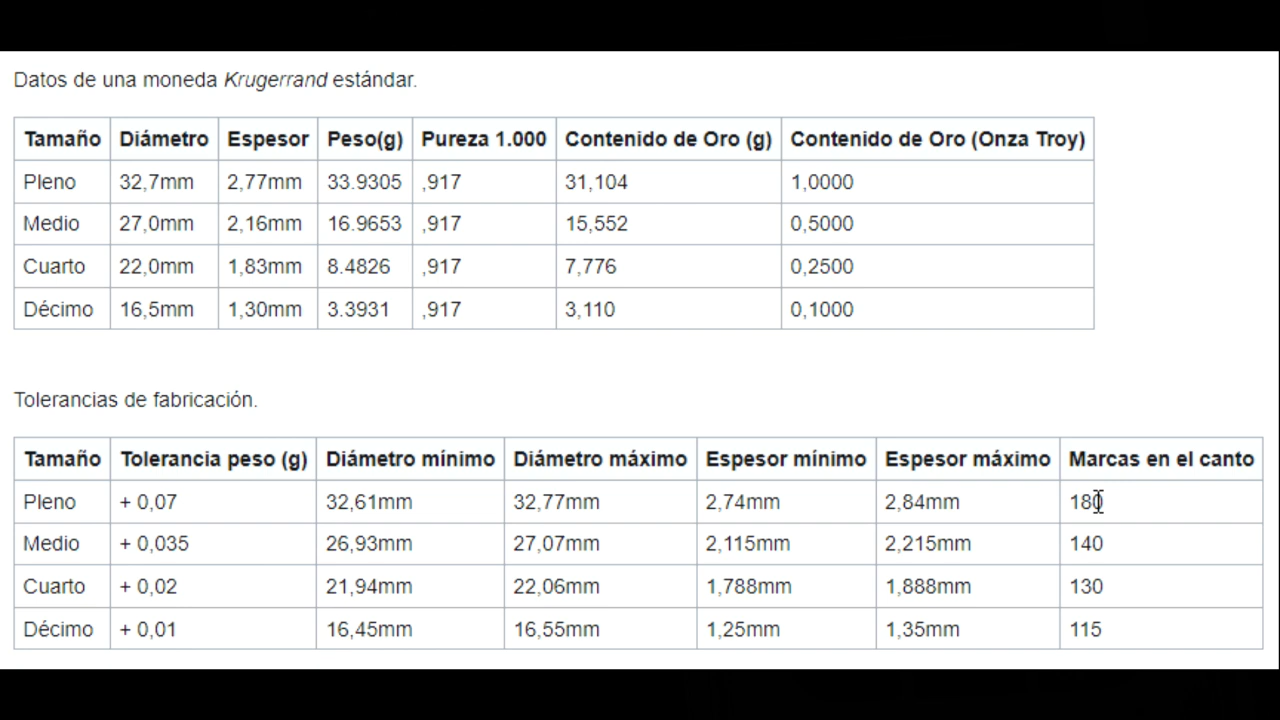 Datos de una moneda Krugerrand estándar.
Tamaño Diámetro Espesor Peso(g) Pureza 1.000 Contenido de Oro (g) Contenido de Oro (Onza Troy)
Pleno 32,7mm 2,77mm 33.9305 ,917 31,104 1,0000
Medio 27,0mm 2,16mm 16.9653 ,917 15,552 0,5000
Cuarto 22,0mm 1,83mm 8.4826 ,917 7,776 0,2500
Décimo 16,5mm 1,30mm 3.3931 ,917 3,110 0,1000
Tolerancias de fabricación.
Tamaño Tolerancia peso (g) Diámetro mínimo Diámetro máximo Espesor mínimo Espesor máximo Marcas en el canto
Pleno + 0,07 32,61mm 32,77mm 2,74mm 2,84mm 180
Medio + 0,035 26,93mm 27,07mm 2,115mm 2,215mm 140
Cuarto + 0,02 21,94mm 22,06mm 1,788mm 1,888mm 130
Décimo + 0,01 16,45mm 16,55mm 1,25mm 1,35mm 115